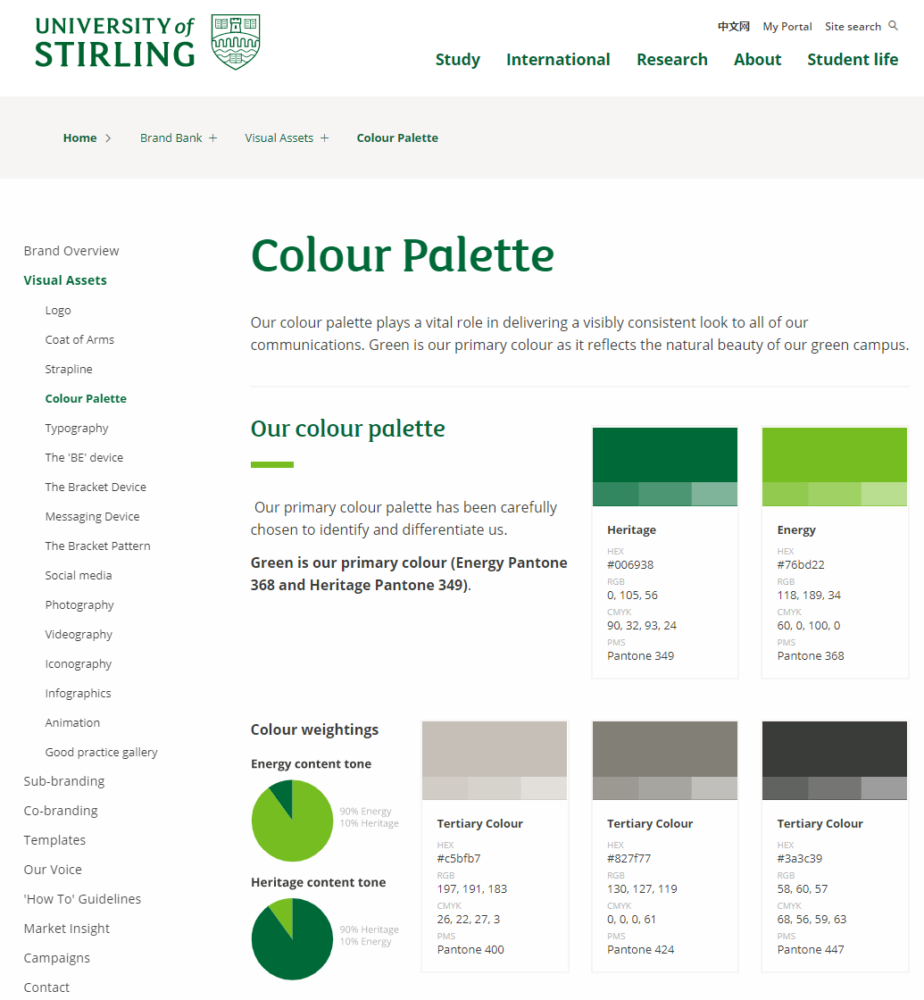 UNIVERSITY of
STIRLING
中文网 My Portal Site search
Study International Research About Student life
Home Brand Bank Visual Assets Colour Palette
Brand Overview
Visual Assets
Logo
Coat of Arms
Strapline
Colour Palette
Typography
The 'BE' device
The Bracket Device
Messaging Device
The Bracket Pattern
Social media
Photography
Videography
Iconography
Infographics
Animation
Good practice gallery
Sub-branding
Co-branding
Templates
Our Voice
'How To' Guidelines
Market Insight
Campaigns
Contact
Colour Palette
Our colour palette plays a vital role in delivering a visibly consistent look to all of our
communications. Green is our primary colour as it reflects the natural beauty of our green campus.
Our colour palette
Our primary colour palette has been carefully
chosen to identify and differentiate us.
Green is our primary colour (Energy Pantone
368 and Heritage Pantone 349).
Heritage
HEX
#006938
RGB
0, 105, 56
CMYK
90, 32, 93, 24
PMS
Pantone 349
Energy
HEX
#76bd22
RGB
118, 189, 34
CMYK
60, 0, 100, 0
PMS
Pantone 368
Colour weightings
Energy content tone
90% Energy
10% Heritage
Heritage content tone
90% Heritage
10% Energy
Tertiary Colour
HEX
#c5bfb7
RGB
197, 191, 183
CMYK
26, 22, 27, 3
PMS
Pantone 400
Tertiary Colour
HEX
#827f77
RGB
130, 127, 119
CMYK
0, 0, 0, 61
PMS
Pantone 424
Tertiary Colour
HEX
#3a3c39
RGB
58, 60, 57
CMYK
68, 56, 59, 63
PMS
Pantone 447